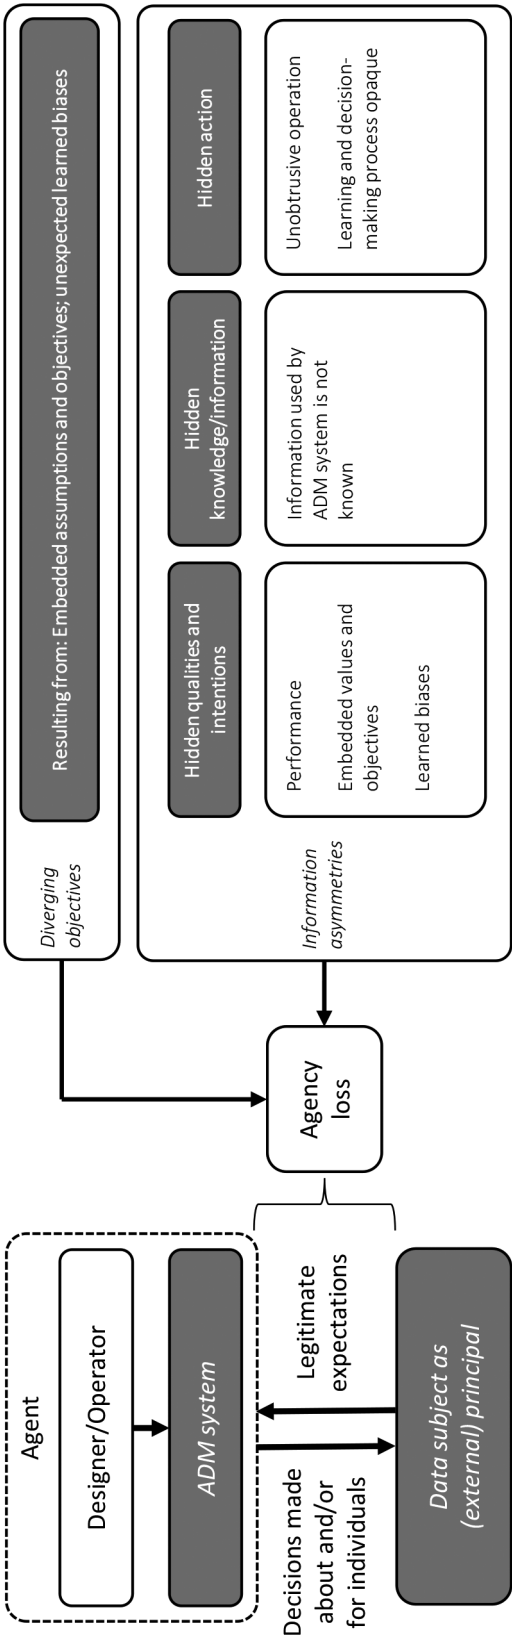 Agent
Designer/Operator
ADM system
Decisions made
about and/or
for individuals
Legitimate
expectations
Data subject as
(external) principal
Agency
loss
Diverging
objectives
Resulting from: Embedded assumptions and objectives; unexpected learned biases
Information
asymmetries
Hidden qualities and
intentions
Performance
Embedded values and
objectives
Learned biases
Hidden
knowledge/information
Information used by
ADM system is not
known
Hidden action
Unobtrusive operation
Learning and decision-
making process opaque